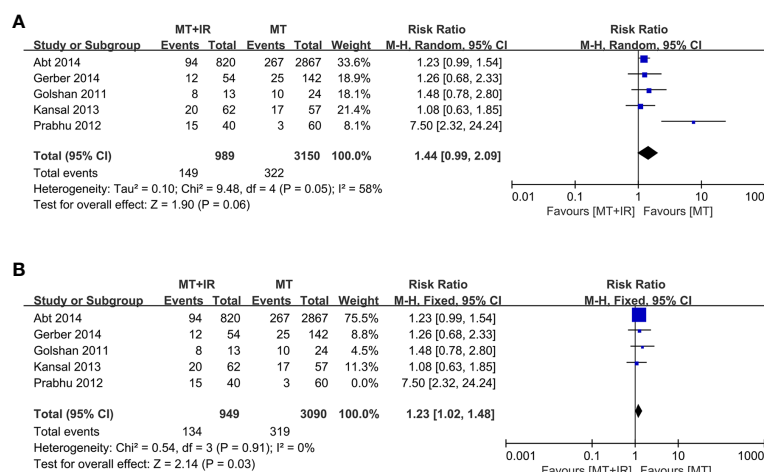 A
MT+IR MT Risk Ratio Risk Ratio
Study or Subgroup Events Total Events Total Weight M-H, Random, 95% CI M-H, Random, 95% CI
Abt 2014 94 820 267 2867 33.6% 1.23 [0.99, 1.54]
Gerber 2014 12 54 25 142 18.9% 1.26 [0.68, 2.33]
Golshan 2011 8 13 10 24 18.1% 1.48 [0.78, 2.80]
Kansal 2013 20 62 17 57 21.4% 1.08 [0.63, 1.85]
Prabhu 2012 15 40 3 60 8.1% 7.50 [2.32, 24.24]
Total (95% CI) 989 3150 100.0% 1.44 [0.99, 2.09]
Total events 149 322
Heterogeneity: Tau² = 0.10; Chi² = 9.48, df = 4 (P = 0.05); I² = 58%
Test for overall effect: Z = 1.90 (P = 0.06)
0.01 0.1 1 10 100
Favours [MT+IR] Favours [MT]
B
MT+IR MT Risk Ratio Risk Ratio
Study or Subgroup Events Total Events Total Weight M-H, Fixed, 95% CI M-H, Fixed, 95% CI
Abt 2014 94 820 267 2867 75.5% 1.23 [0.99, 1.54]
Gerber 2014 12 54 25 142 8.8% 1.26 [0.68, 2.33]
Golshan 2011 8 13 10 24 4.5% 1.48 [0.78, 2.80]
Kansal 2013 20 62 17 57 11.3% 1.08 [0.63, 1.85]
Prabhu 2012 15 40 3 60 0.0% 7.50 [2.32, 24.24]
Total (95% CI) 949 3090 100.0% 1.23 [1.02, 1.48]
Total events 134 319
Heterogeneity: Chi² = 0.54, df = 3 (P = 0.91); I² = 0%
Test for overall effect: Z = 2.14 (P = 0.03)
0.001 0.1 1 10 1000
Favours [MT+IR] Favours [MT]